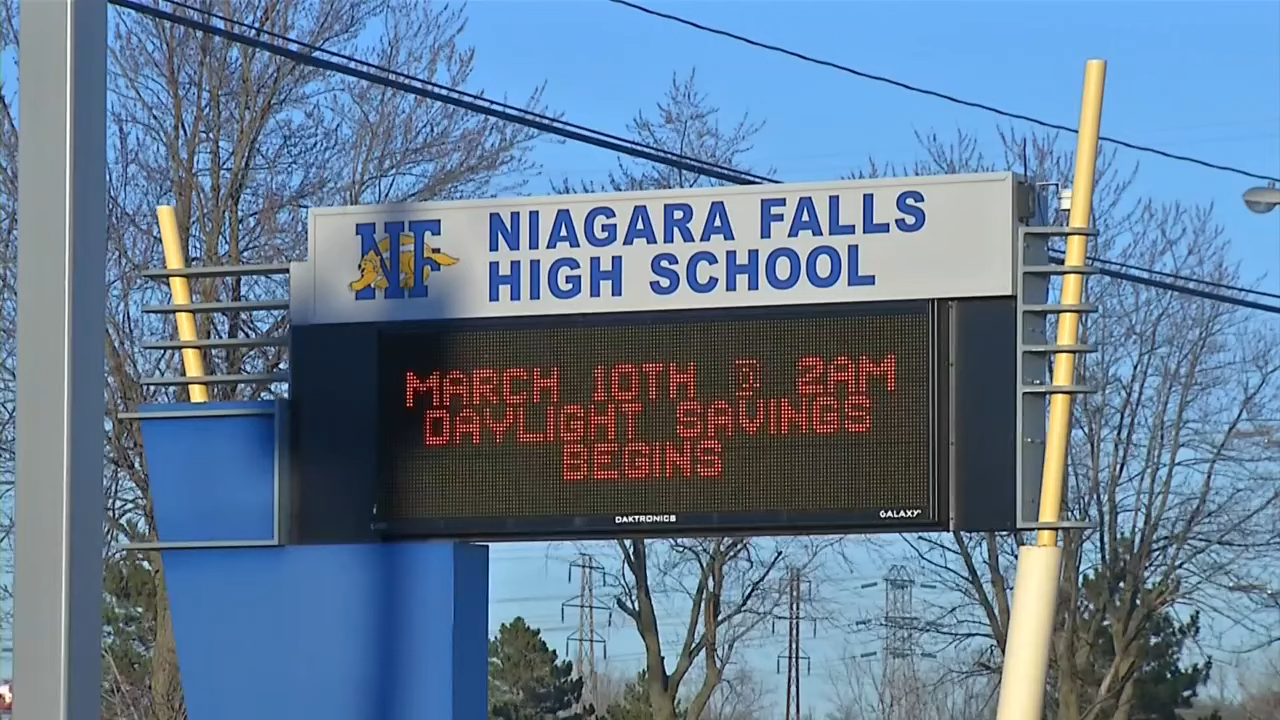 NF
NIAGARA FALLS
HIGH SCHOOL
MARCH 10TH 2AM
DAYLIGHT SAVINGS
BEGINS
DAKTRONICS
GALAXY